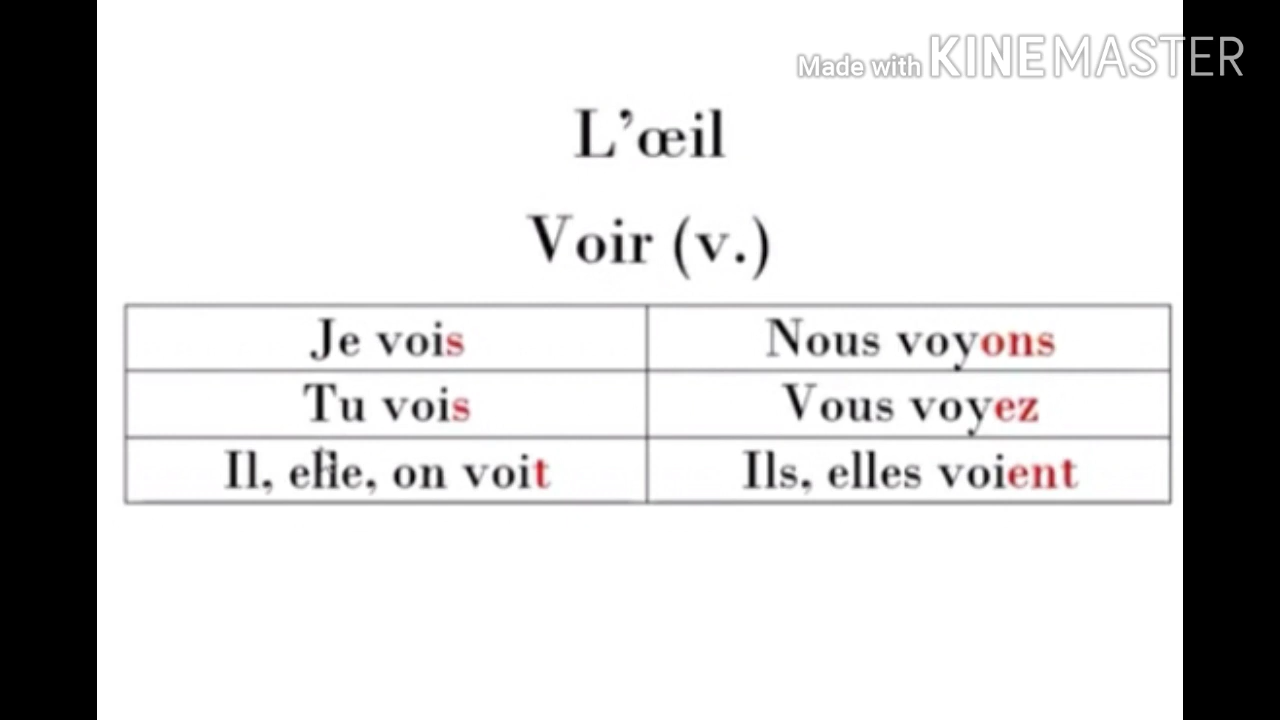 Made with KINEMASTER
L'œil
Voir (v.)
Je vois Nous voyons
Tu vois Vous voyez
Il, elle, on voit Ils, elles voient